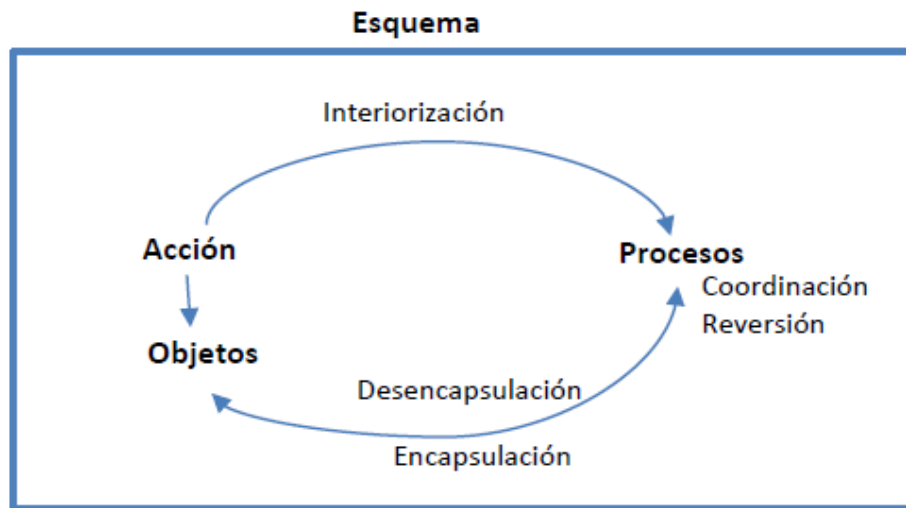 Esquema
Interiorización
Acción
Procesos
Coordinación
Reversión
Objetos
Desencapsulación
Encapsulación